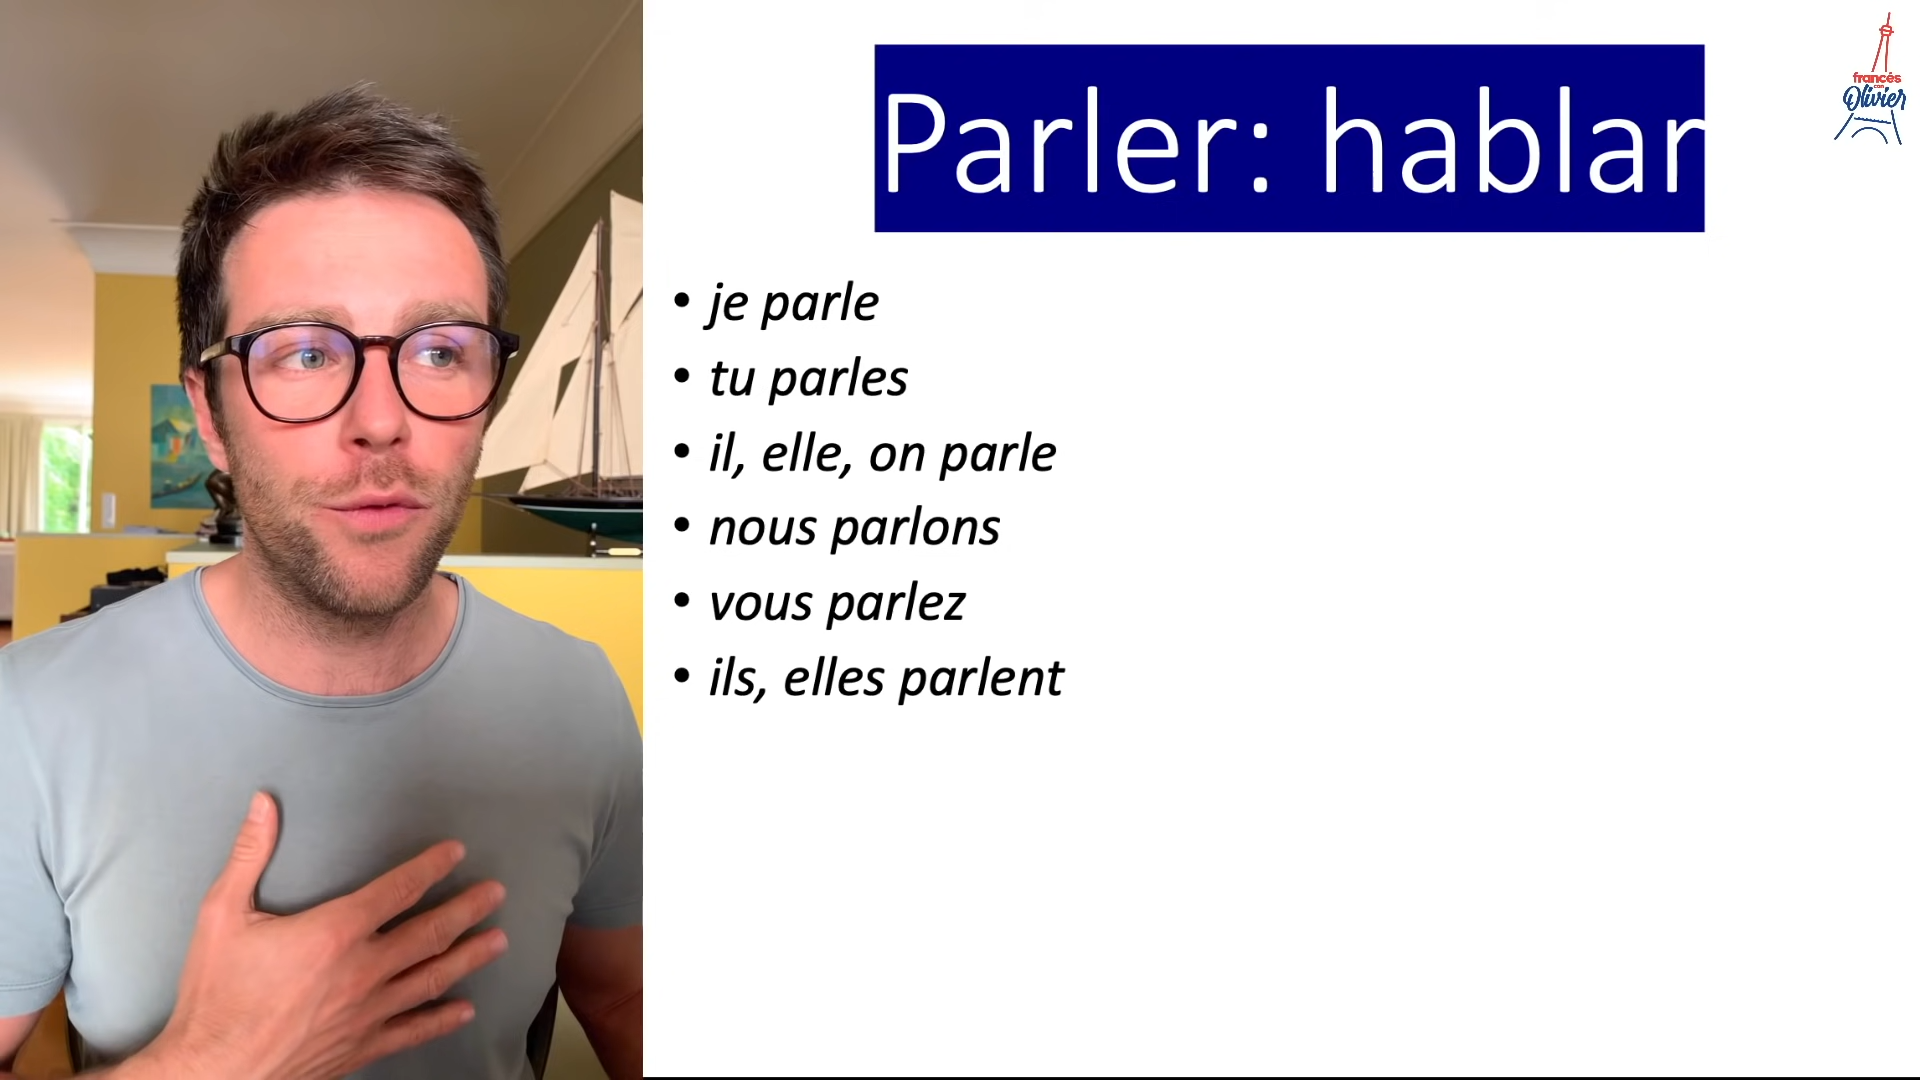 Parler: hablar
francés
con
Olivier
• je parle
• tu parles
• il, elle, on parle
• nous parlons
• vous parlez
• ils, elles parlent